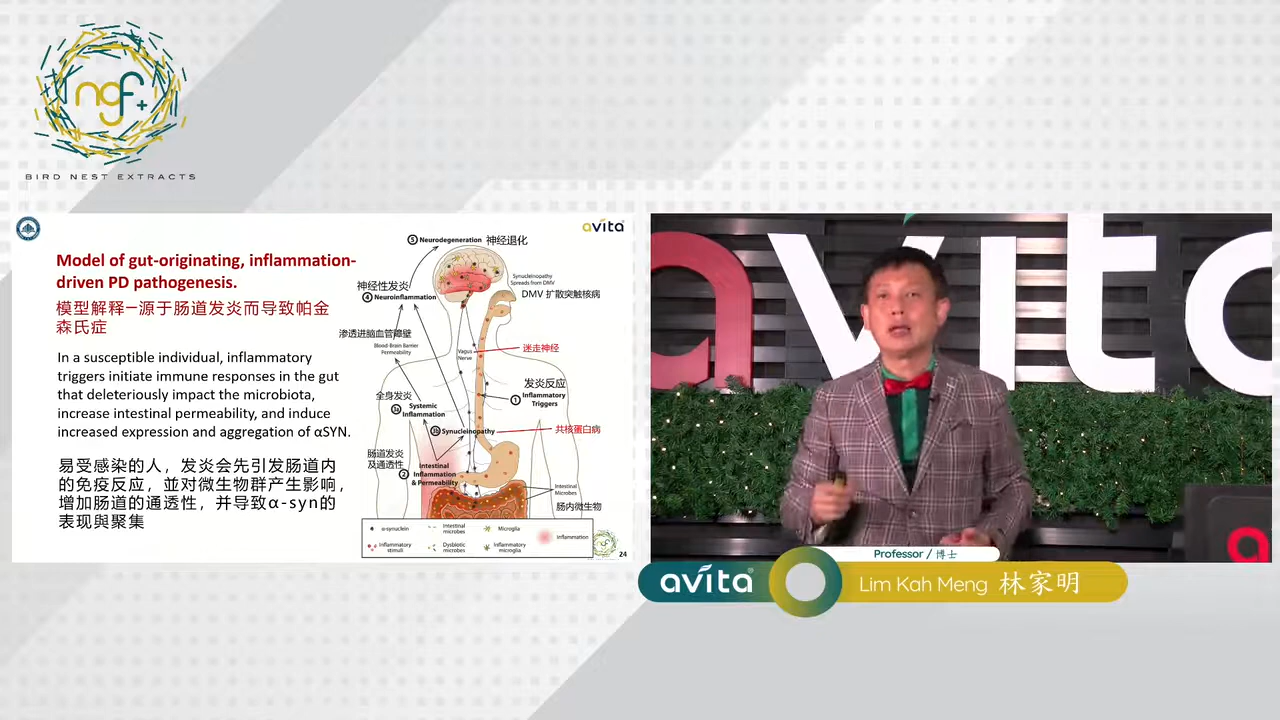 ngf+
BIRD NEST EXTRACTS
avita
Model of gut-originating, inflammation-
driven PD pathogenesis.
模型解释—源于肠道发炎而导致帕金
森氏症
In a susceptible individual, inflammatory
triggers initiate immune responses in the gut
that deleteriously impact the microbiota,
increase intestinal permeability, and induce
increased expression and aggregation of αSYN.
易受感染的人，发炎会先引发肠道内
的免疫反应，並对微生物群产生影响，
增加肠道的通透性，并导致α-syn的
表现與聚集
5 Neurodegeneration 神经退化
Synucleinopathy
Spreads from DMV
DMV 扩散突触核病
神经性发炎
4 Neuroinflammation
渗透进脑血管障壁
Blood-Brain Barrier
Permeability
Vagus
Nerve
迷走神经
发炎反应
1 Inflammatory
Triggers
全身发炎
3a Systemic
Inflammation
3b Synucleinopathy
共核蛋白病
肠道发炎
及通透性
2 Intestinal
Inflammation
& Permeability
Intestinal
Microbes
肠内微生物
α-synuclein
Intestinal
microbes
Microglia
Inflammation
Inflammatory
stimuli
Dysbiotic
microbes
Inflammatory
microglia
24
avita
a
Professor / 博士
avita
Lim Kah Meng 林家明